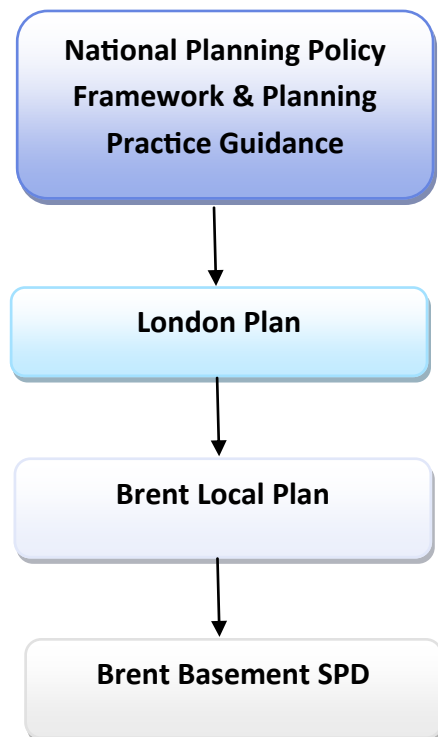 National Planning Policy
Framework & Planning
Practice Guidance
London Plan
Brent Local Plan
Brent Basement SPD